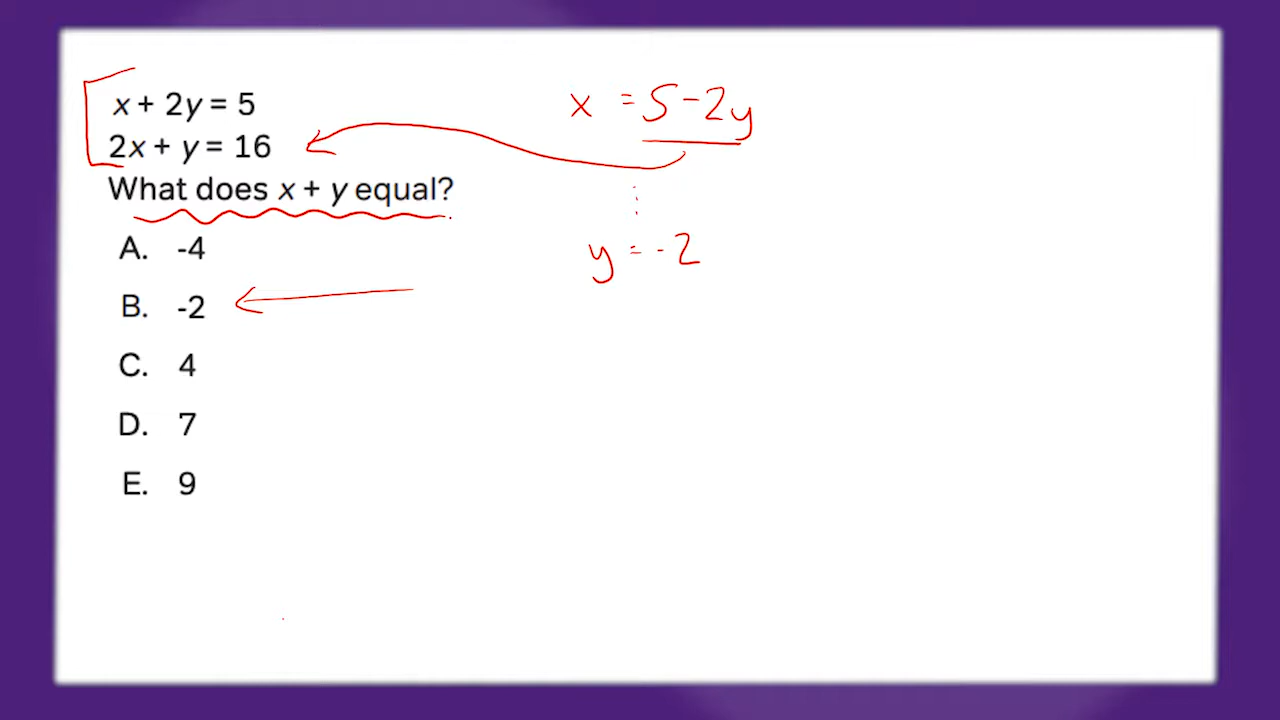 x + 2y = 5
2x + y = 16
What does x + y equal?
A. -4
B. -2
C. 4
D. 7
E. 9
x = 5 - 2y
y = -2